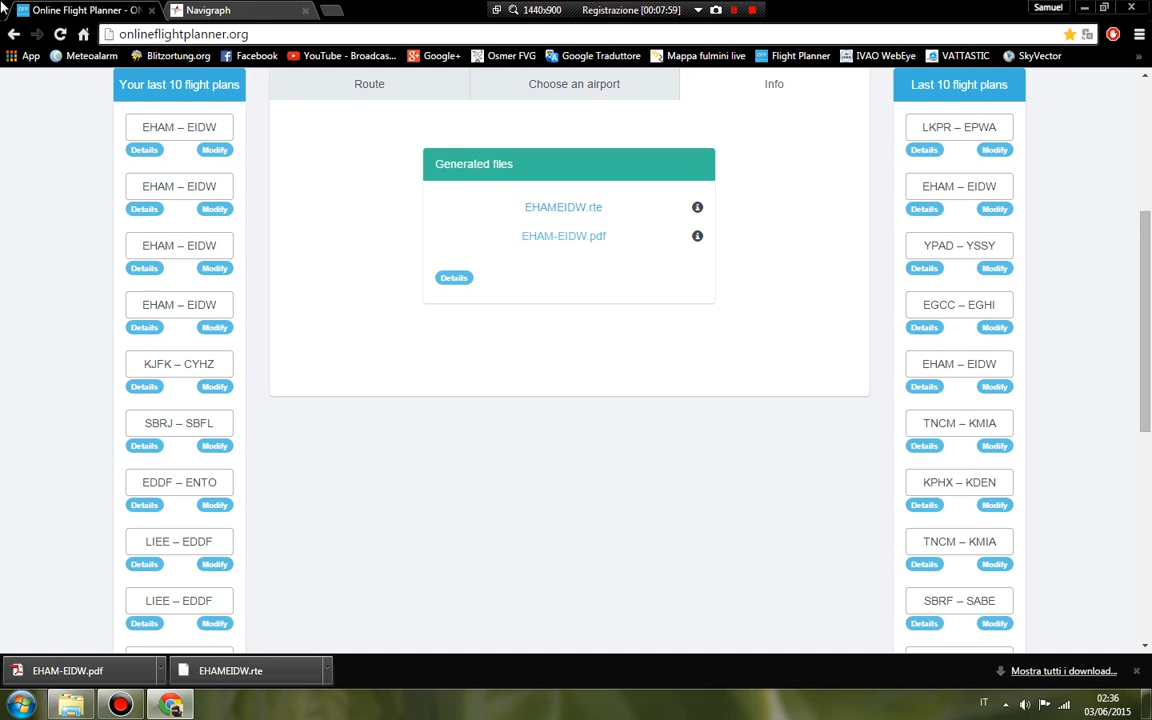 Online Flight Planner - ON
Navigraph
1440x900
Registrazione [00:07:59]
Samuel
onlineflightplanner.org
App
Meteoalarm
Blitzortung.org
Facebook
YouTube - Broadcas...
Google+
Osmer FVG
Google Traduttore
Mappa fulmini live
Flight Planner
IVAO WebEye
VATTASTIC
SkyVector
»
Your last 10 flight plans
EHAM – EIDW
Details Modify
EHAM – EIDW
Details Modify
EHAM – EIDW
Details Modify
EHAM – EIDW
Details Modify
KJFK – CYHZ
Details Modify
SBRJ – SBFL
Details Modify
EDDF – ENTO
Details Modify
LIEE – EDDF
Details Modify
LIEE – EDDF
Details Modify
Route
Choose an airport
Info
Generated files
EHAMEIDW.rte
EHAM-EIDW.pdf
Details
Last 10 flight plans
LKPR – EPWA
Details Modify
EHAM – EIDW
Details Modify
YPAD – YSSY
Details Modify
EGCC – EGHI
Details Modify
EHAM – EIDW
Details Modify
TNCM – KMIA
Details Modify
KPHX – KDEN
Details Modify
TNCM – KMIA
Details Modify
SBRF – SABE
Details Modify
EHAM-EIDW.pdf
EHAMEIDW.rte
Mostra tutti i download...
IT
02:36
03/06/2015